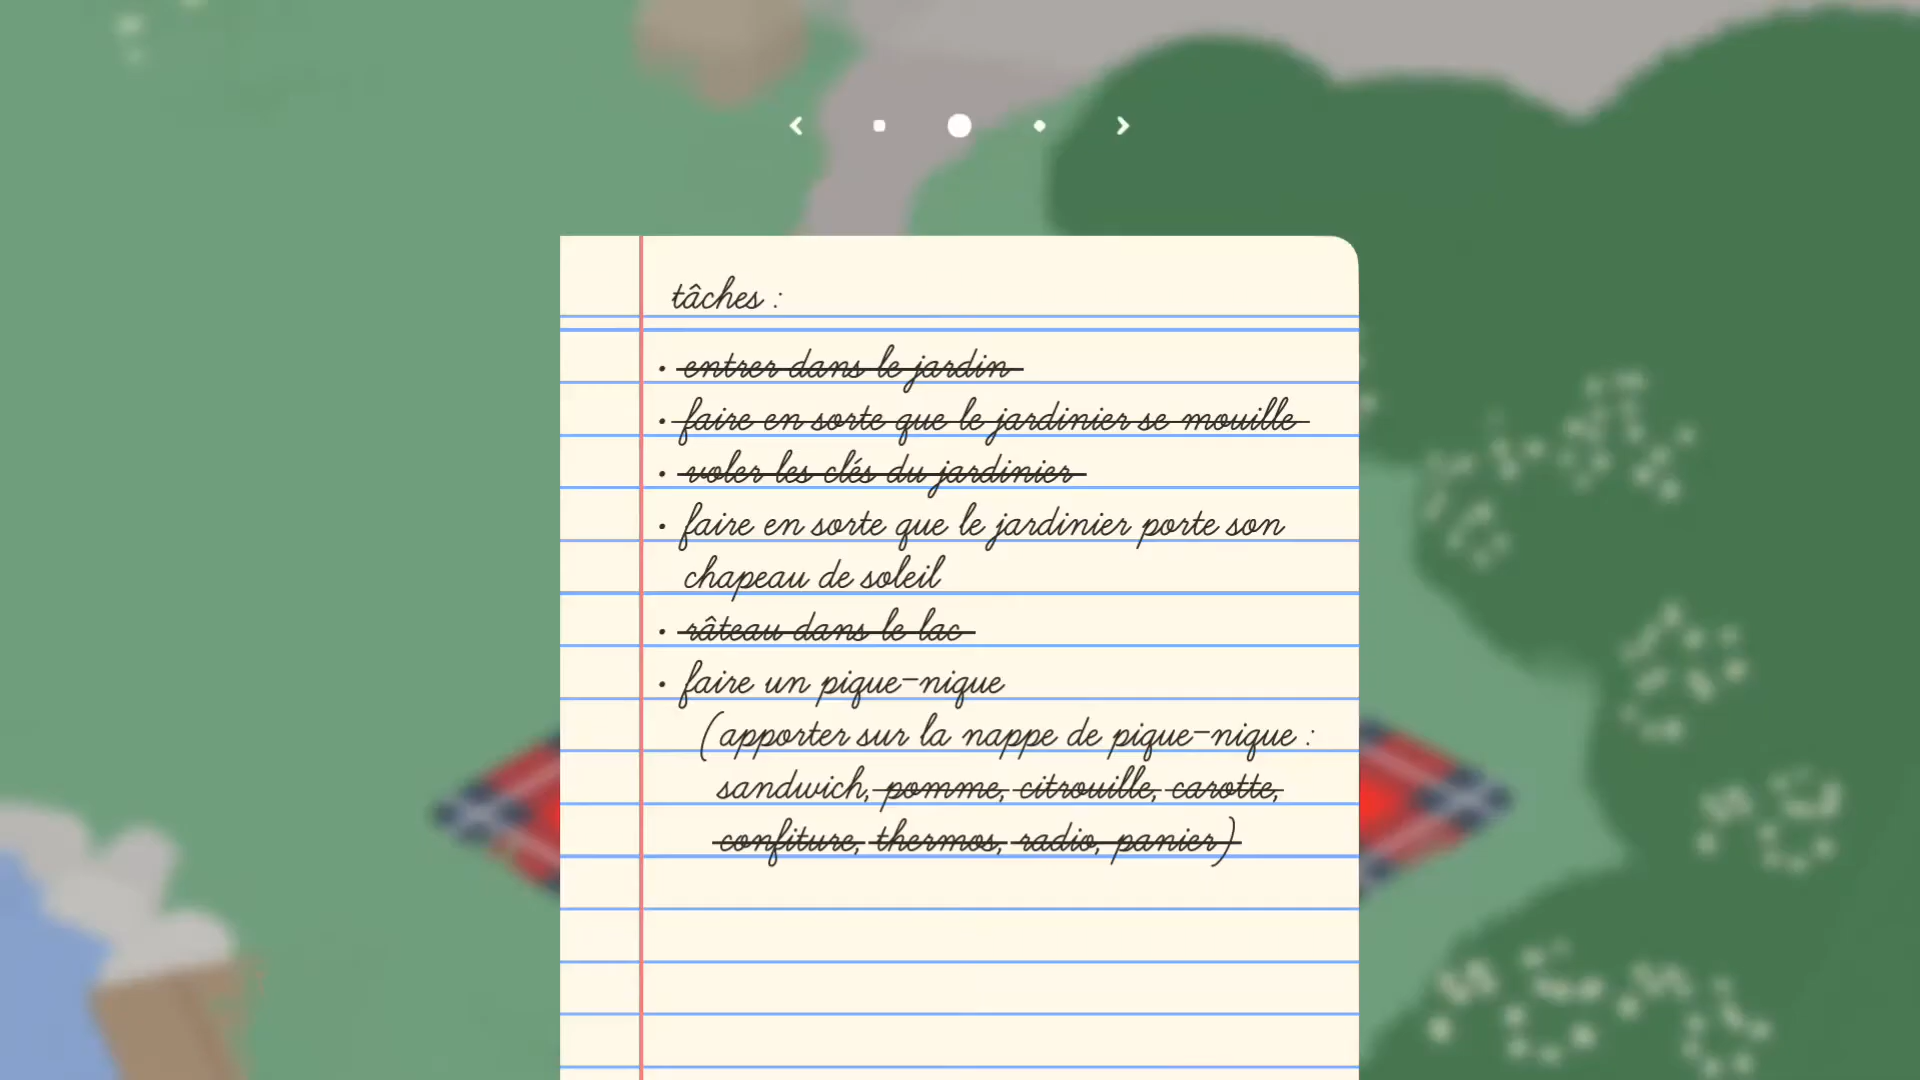 tâches :
• entrer dans le jardin
• faire en sorte que le jardinier se mouille
• voler les clés du jardinier
• faire en sorte que le jardinier porte son
chapeau de soleil
• râteau dans le lac
• faire un pique-nique
(apporter sur la nappe de pique-nique :
sandwich, pomme, citrouille, carotte,
confiture, thermos, radio, panier)